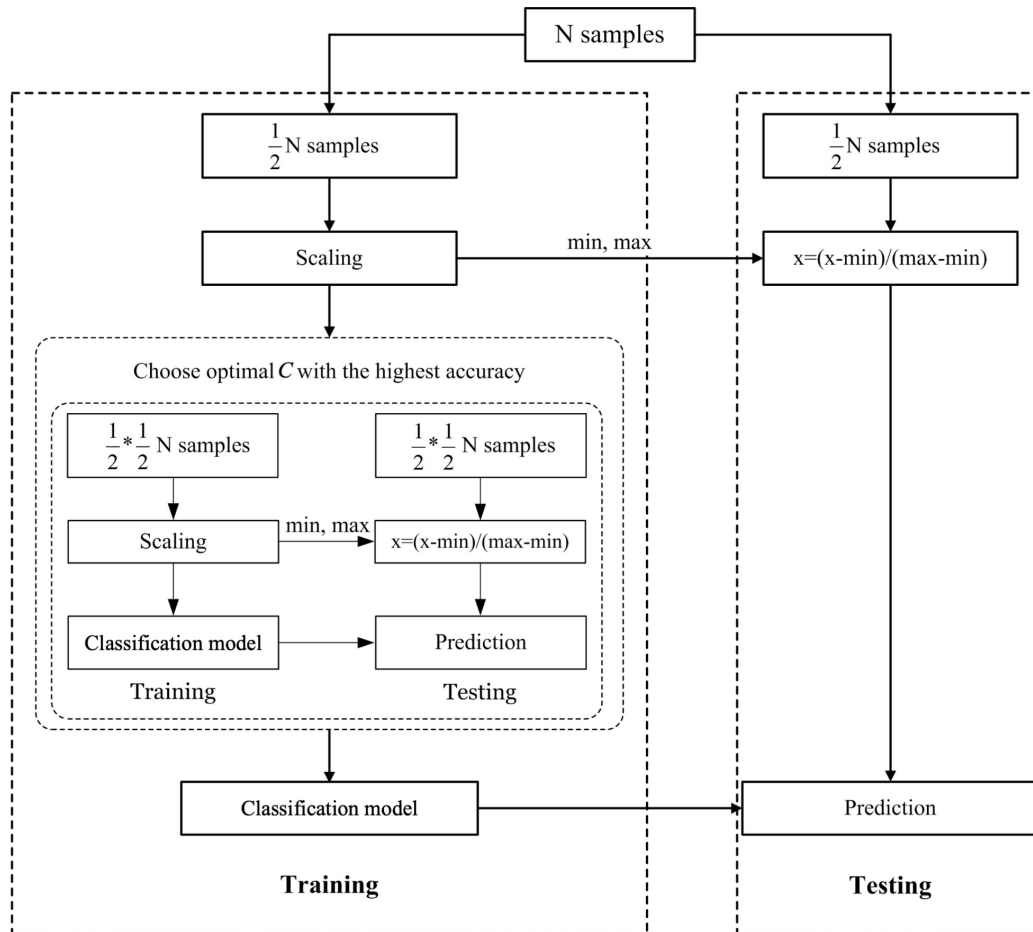 N samples
1/2 N samples
1/2 N samples
Scaling
min, max
x=(x-min)/(max-min)
Choose optimal C with the highest accuracy
1/2 * 1/2 N samples
1/2 * 1/2 N samples
Scaling
min, max
x=(x-min)/(max-min)
Classification model
Prediction
Training
Testing
Classification model
Prediction
Training
Testing